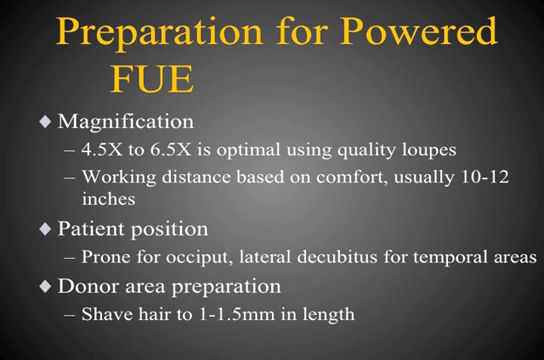 Preparation for Powered
FUE
◆ Magnification
– 4.5X to 6.5X is optimal using quality loupes
– Working distance based on comfort, usually 10-12
inches
◆ Patient position
– Prone for occiput, lateral decubitus for temporal areas
◆ Donor area preparation
– Shave hair to 1-1.5mm in length